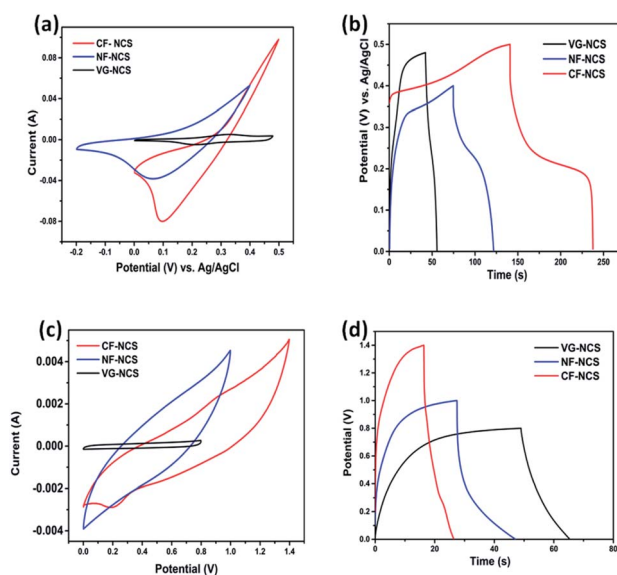 (a)
CF- NCS
NF-NCS
VG-NCS
0.08
0.04
0.00
-0.04
-0.08
Current (A)
-0.2 -0.1 0.0 0.1 0.2 0.3 0.4 0.5
Potential (V) vs. Ag/AgCl
(b)
VG-NCS
NF-NCS
CF-NCS
0.5
0.4
0.3
0.2
0.1
0.0
Potential (V) vs. Ag/AgCl
0 50 100 150 200 250
Time (s)
(c)
CF-NCS
NF-NCS
VG-NCS
0.004
0.002
0.000
-0.002
-0.004
Current (A)
0.0 0.2 0.4 0.6 0.8 1.0 1.2 1.4
Potential (V)
(d)
VG-NCS
NF-NCS
CF-NCS
1.4
1.2
1.0
0.8
0.6
0.4
0.2
0.0
Potential (V)
0 20 40 60 80
Time (s)